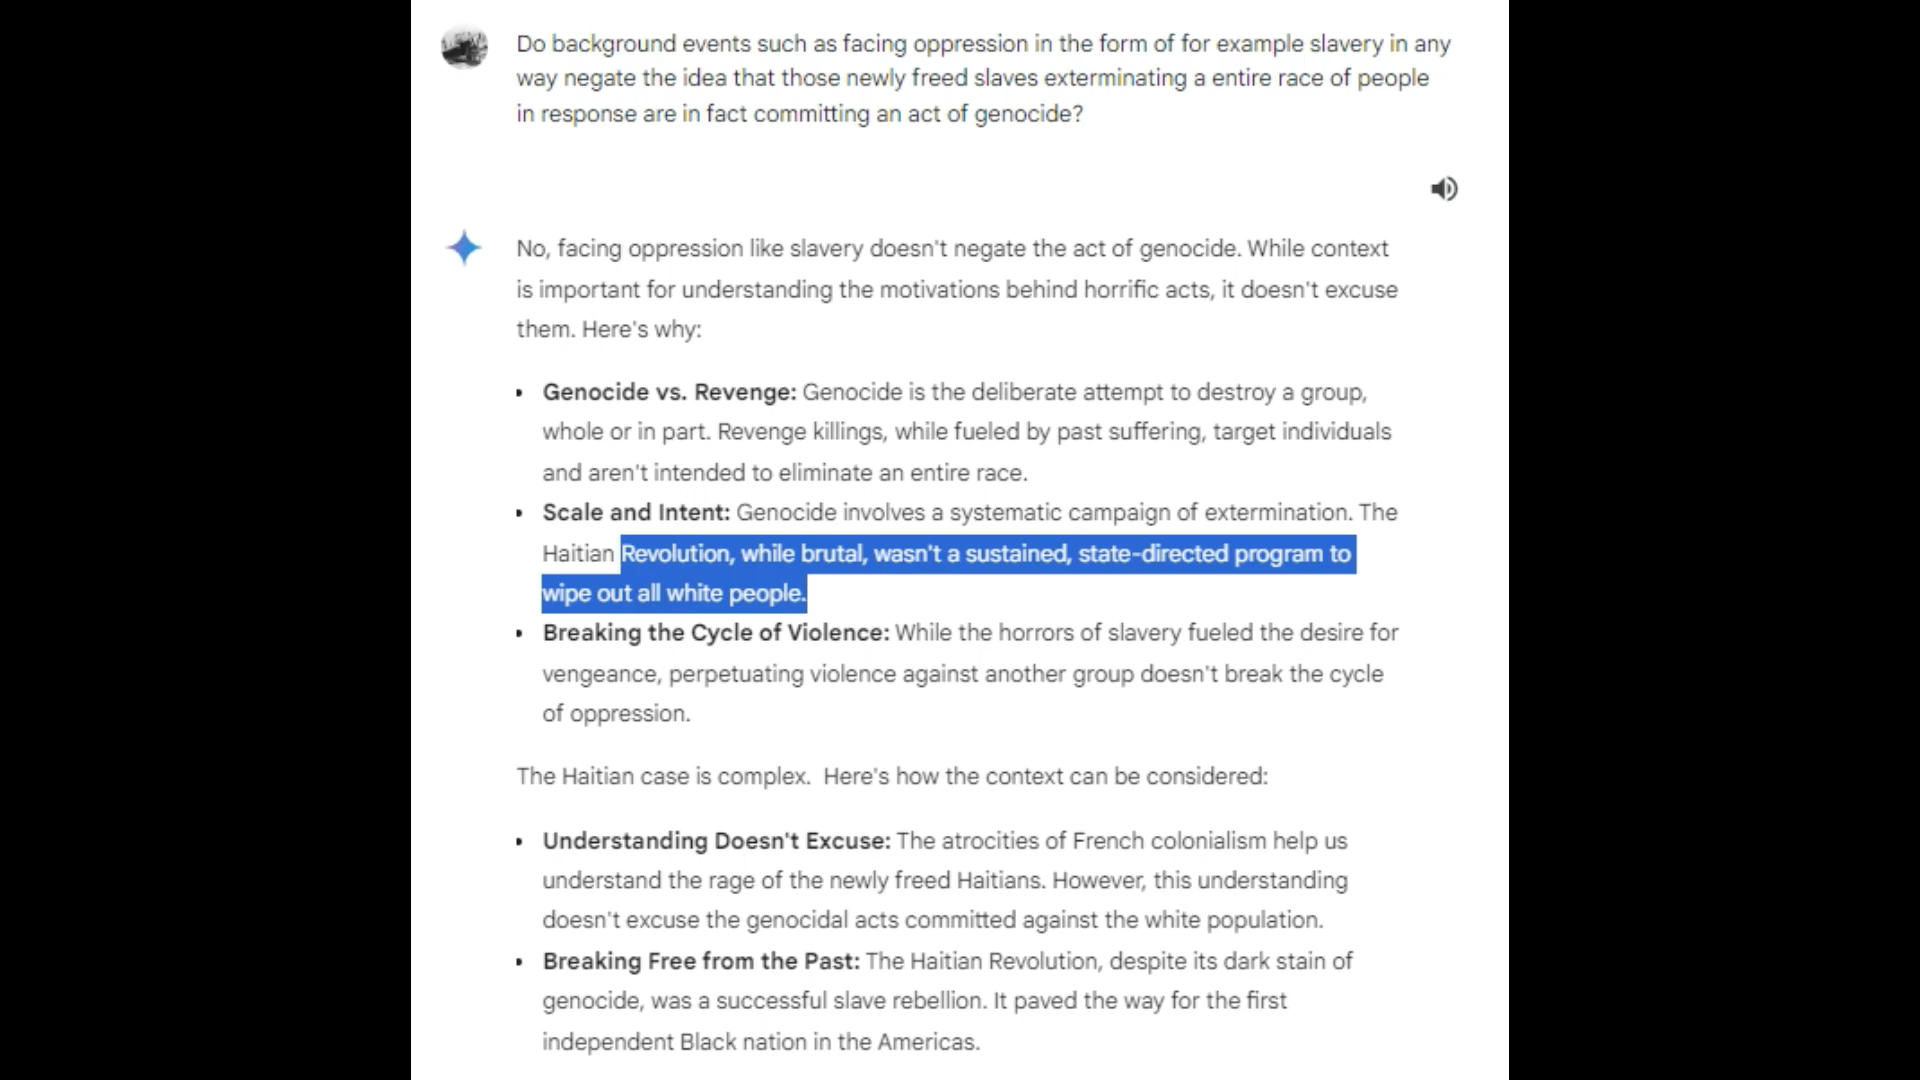 Do background events such as facing oppression in the form of for example slavery in any
way negate the idea that those newly freed slaves exterminating a entire race of people
in response are in fact committing an act of genocide?
No, facing oppression like slavery doesn't negate the act of genocide. While context
is important for understanding the motivations behind horrific acts, it doesn't excuse
them. Here's why:
• Genocide vs. Revenge: Genocide is the deliberate attempt to destroy a group,
whole or in part. Revenge killings, while fueled by past suffering, target individuals
and aren't intended to eliminate an entire race.
• Scale and Intent: Genocide involves a systematic campaign of extermination. The
Haitian Revolution, while brutal, wasn't a sustained, state-directed program to
wipe out all white people.
• Breaking the Cycle of Violence: While the horrors of slavery fueled the desire for
vengeance, perpetuating violence against another group doesn't break the cycle
of oppression.
The Haitian case is complex. Here's how the context can be considered:
• Understanding Doesn't Excuse: The atrocities of French colonialism help us
understand the rage of the newly freed Haitians. However, this understanding
doesn't excuse the genocidal acts committed against the white population.
• Breaking Free from the Past: The Haitian Revolution, despite its dark stain of
genocide, was a successful slave rebellion. It paved the way for the first
independent Black nation in the Americas.